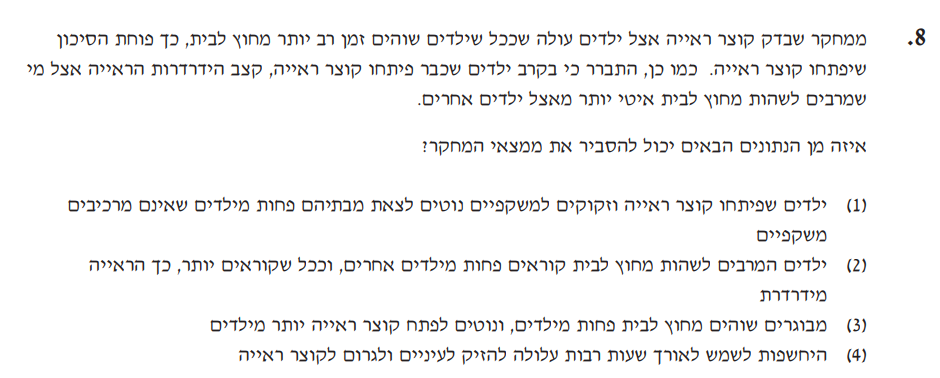 8. ממחקר שבדק קוצר ראייה אצל ילדים עולה שככל שילדים שוהים זמן רב יותר מחוץ לבית, כך פוחת הסיכון
שיפתחו קוצר ראייה. כמו כן, התברר כי בקרב ילדים שכבר פיתחו קוצר ראייה, קצב הידרדרות הראייה אצל מי
שמרבים לשהות מחוץ לבית איטי יותר מאצל ילדים אחרים.
איזה מן הנתונים הבאים יכול להסביר את ממצאי המחקר?
(1) ילדים שפיתחו קוצר ראייה וזקוקים למשקפיים נוטים לצאת מבתיהם פחות מילדים שאינם מרכיבים
משקפיים
(2) ילדים המרבים לשהות מחוץ לבית קוראים פחות מילדים אחרים, וככל שקוראים יותר, כך הראייה
מידרדרת
(3) מבוגרים שוהים מחוץ לבית פחות מילדים, ונוטים לפתח קוצר ראייה יותר מילדים
(4) היחשפות לשמש לאורך שעות רבות עלולה להזיק לעיניים ולגרום לקוצר ראייה